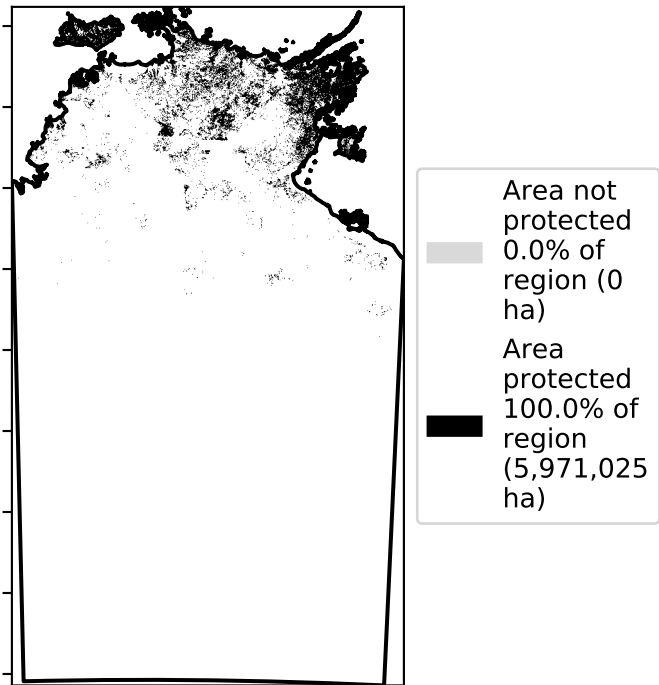 Area not
protected
0.0% of
region (0
ha)
Area
protected
100.0% of
region
(5,971,025
ha)